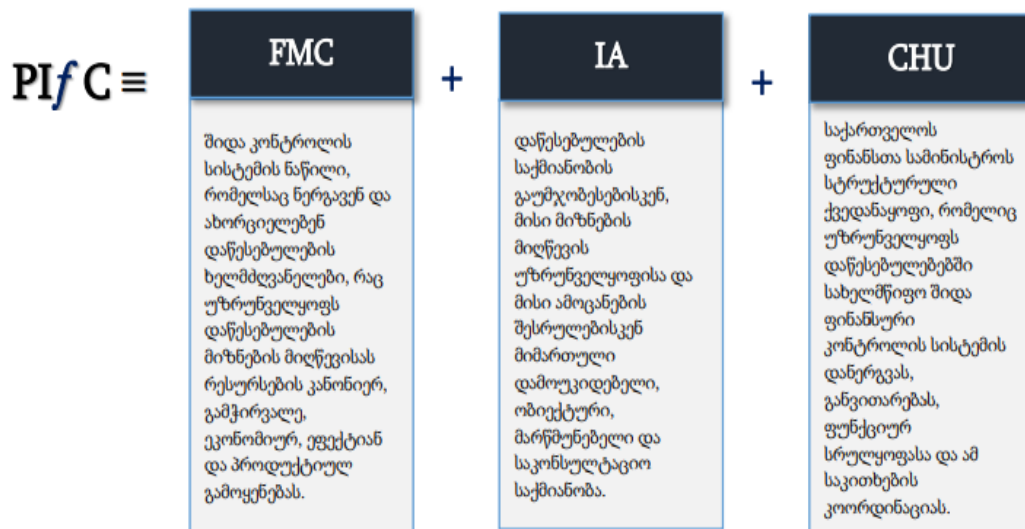 PIf C ≡
FMC
+
IA
+
CHU
შიდა კონტროლის
სისტემის ნაწილი,
რომელსაც ნერგავენ და
ახორციელებენ
დაწესებულების
ხელმძღვანელები, რაც
უზრუნველყოფს
დაწესებულების
მიზნების მიღწევისას
რესურსების კანონიერ,
გამჭირვალე,
ეკონომიურ, ეფექტიან
და პროდუქტიულ
გამოყენებას.
დაწესებულების
საქმიანობის
გაუმჯობესებისკენ,
მისი მიზნების
მიღწევის
უზრუნველყოფისა და
მისი ამოცანების
შესრულებისკენ
მიმართული
დამოუკიდებელი,
ობიექტური,
მარწმუნებელი და
საკონსულტაციო
საქმიანობა.
საქართველოს
ფინანსთა სამინისტროს
სტრუქტურული
ქვედანაყოფი, რომელიც
უზრუნველყოფს
დაწესებულებებში
სახელმწიფო შიდა
ფინანსური
კონტროლის სისტემის
დანერგვას,
განვითარებას,
ფუნქციურ
სრულყოფასა და ამ
საკითხების
კოორდინაციას.